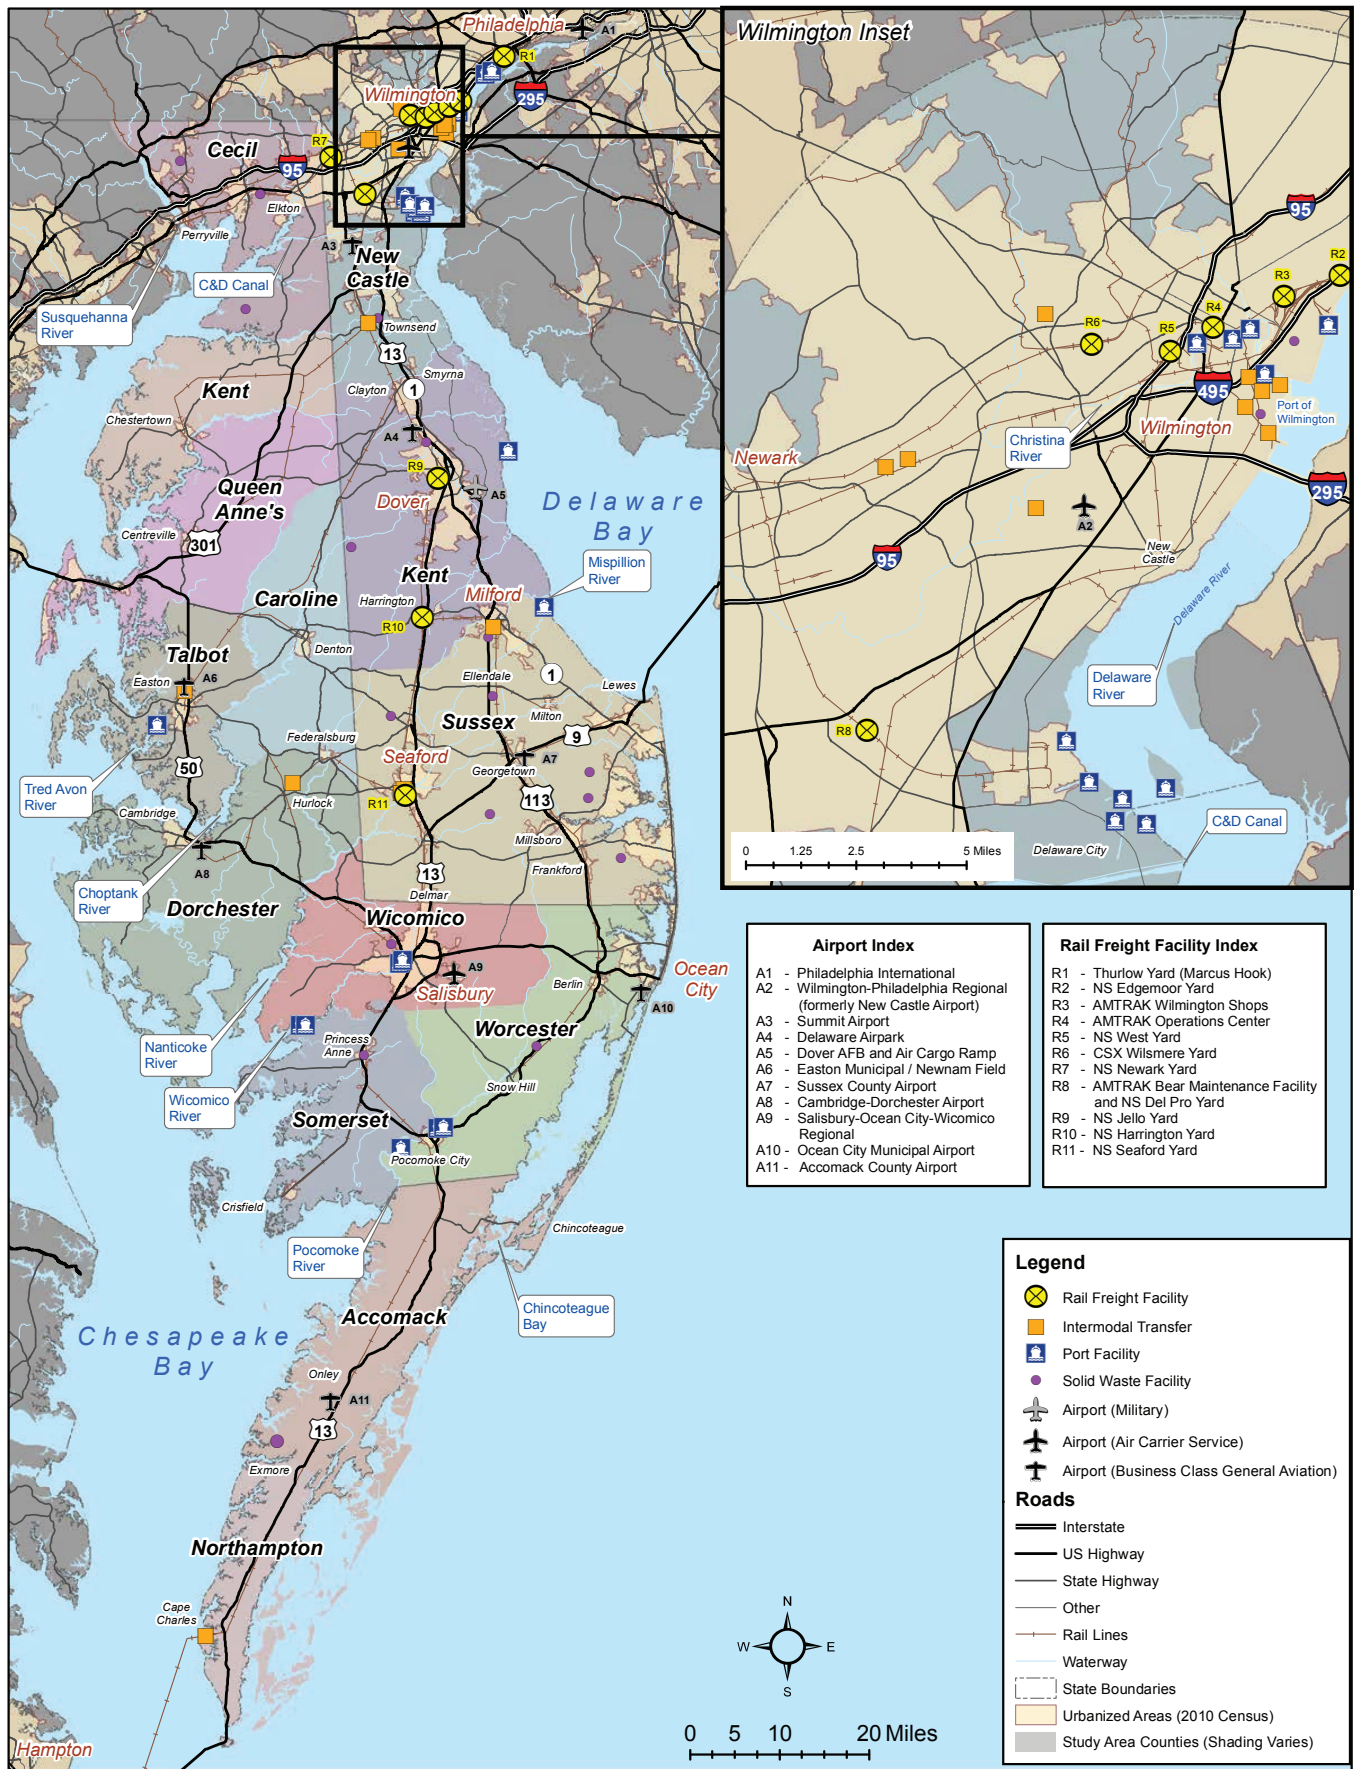 Philadelphia
A1
R1
Wilmington
295
R7
Cecil
95
Elkton
Perryville
A3
New
Castle
C&D Canal
Susquehanna
River
Townsend
13
Smyrna
Clayton
1
Kent
Chestertown
A4
R9
Queen
Anne's
Dover
A5
Delaware
Bay
Centreville
301
Mispillion
River
Kent
Caroline
Harrington
Milford
R10
Denton
Talbot
Easton
A6
Ellendale
1
Lewes
Milton
Sussex
9
Federalsburg
Seaford
Georgetown
A7
50
Tred Avon
River
Hurlock
R11
113
Cambridge
Millsboro
A8
13
Frankford
Delmar
Choptank
River
Dorchester
Wicomico
A9
Ocean
City
Berlin
Salisbury
A10
Worcester
Princess
Anne
Nanticoke
River
Snow Hill
Wicomico
River
Somerset
Pocomoke City
Crisfield
Chincoteague
Pocomoke
River
Chincoteague
Bay
Accomack
Chesapeake
Bay
Onley
A11
13
Exmore
Northampton
Cape
Charles
Hampton
Wilmington Inset
95
R2
R3
R4
R5
R6
495
Port of
Wilmington
Christina
River
Wilmington
Newark
295
A2
95
New
Castle
Delaware River
Delaware
River
R8
C&D Canal
Delaware City
0 1.25 2.5 5 Miles
Airport Index
A1 - Philadelphia International
A2 - Wilmington-Philadelphia Regional
(formerly New Castle Airport)
A3 - Summit Airport
A4 - Delaware Airpark
A5 - Dover AFB and Air Cargo Ramp
A6 - Easton Municipal / Newnam Field
A7 - Sussex County Airport
A8 - Cambridge-Dorchester Airport
A9 - Salisbury-Ocean City-Wicomico
Regional
A10 - Ocean City Municipal Airport
A11 - Accomack County Airport
Rail Freight Facility Index
R1 - Thurlow Yard (Marcus Hook)
R2 - NS Edgemoor Yard
R3 - AMTRAK Wilmington Shops
R4 - AMTRAK Operations Center
R5 - NS West Yard
R6 - CSX Wilsmere Yard
R7 - NS Newark Yard
R8 - AMTRAK Bear Maintenance Facility
and NS Del Pro Yard
R9 - NS Jello Yard
R10 - NS Harrington Yard
R11 - NS Seaford Yard
Legend
Rail Freight Facility
Intermodal Transfer
Port Facility
Solid Waste Facility
Airport (Military)
Airport (Air Carrier Service)
Airport (Business Class General Aviation)
Roads
Interstate
US Highway
State Highway
Other
Rail Lines
Waterway
State Boundaries
Urbanized Areas (2010 Census)
Study Area Counties (Shading Varies)
N
W E
S
0 5 10 20 Miles